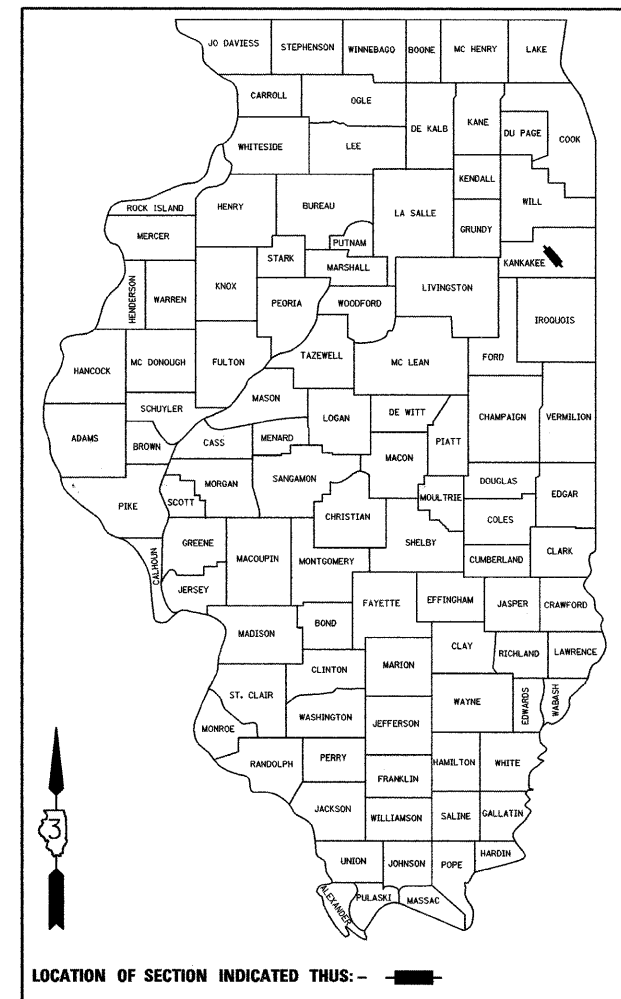 JO DAVIESS
STEPHENSON
WINNEBAGO
BOONE
MC HENRY
LAKE
CARROLL
OGLE
DE KALB
KANE
DU PAGE
COOK
WHITESIDE
LEE
KENDALL
WILL
ROCK ISLAND
HENRY
BUREAU
LA SALLE
GRUNDY
MERCER
PUTNAM
STARK
MARSHALL
KANKAKEE
HENDERSON
WARREN
KNOX
PEORIA
WOODFORD
LIVINGSTON
IROQUOIS
HANCOCK
MC DONOUGH
FULTON
TAZEWELL
MC LEAN
FORD
MASON
SCHUYLER
LOGAN
DE WITT
CHAMPAIGN
VERMILION
ADAMS
BROWN
CASS
MENARD
MACON
PIATT
MORGAN
SANGAMON
DOUGLAS
EDGAR
PIKE
SCOTT
CHRISTIAN
MOULTRIE
COLES
GREENE
MACOUPIN
MONTGOMERY
SHELBY
CUMBERLAND
CLARK
CALHOUN
JERSEY
FAYETTE
EFFINGHAM
JASPER
CRAWFORD
MADISON
BOND
CLAY
RICHLAND
LAWRENCE
CLINTON
MARION
ST. CLAIR
WAYNE
EDWARDS
WABASH
MONROE
WASHINGTON
JEFFERSON
RANDOLPH
PERRY
HAMILTON
WHITE
FRANKLIN
3
JACKSON
WILLIAMSON
SALINE
GALLATIN
UNION
JOHNSON
POPE
HARDIN
ALEXANDER
PULASKI
MASSAC
LOCATION OF SECTION INDICATED THUS: -